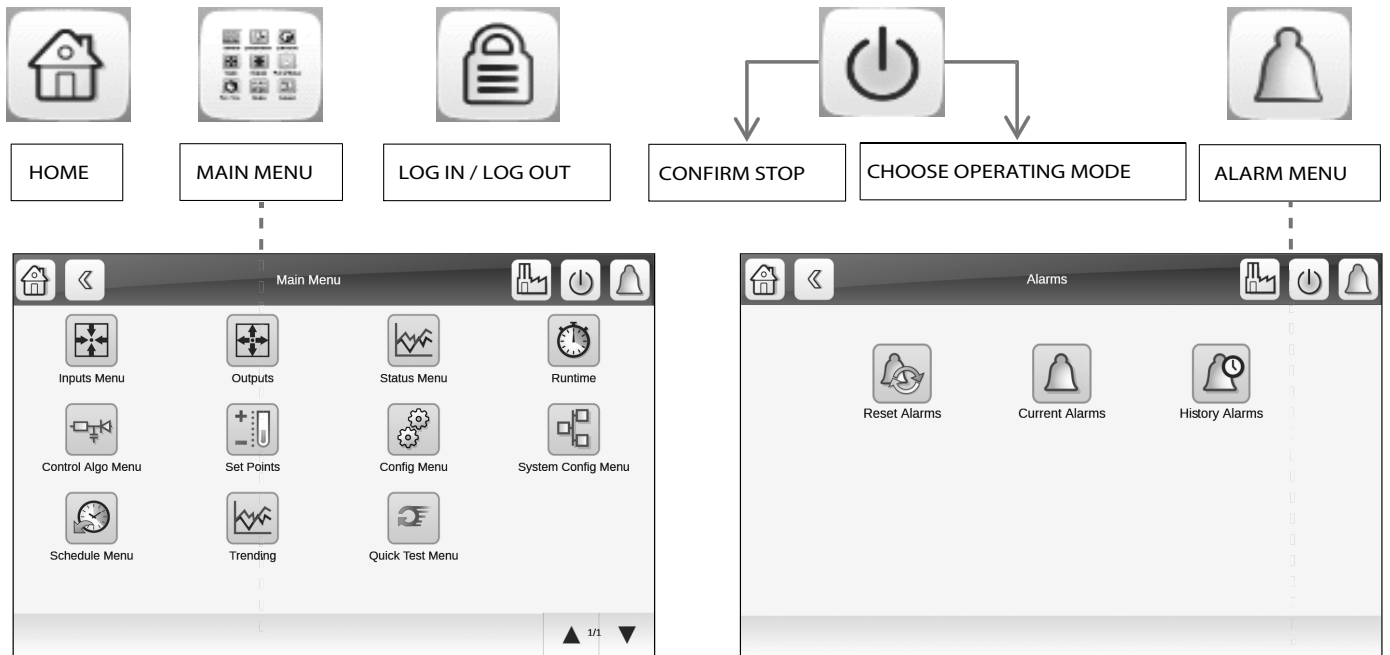 HOME
MAIN MENU
LOG IN / LOG OUT
CONFIRM STOP
CHOOSE OPERATING MODE
ALARM MENU
Main Menu
Inputs Menu
Outputs
Status Menu
Runtime
Control Algo Menu
Set Points
Config Menu
System Config Menu
Schedule Menu
Trending
Quick Test Menu
1/1
Alarms
Reset Alarms
Current Alarms
History Alarms